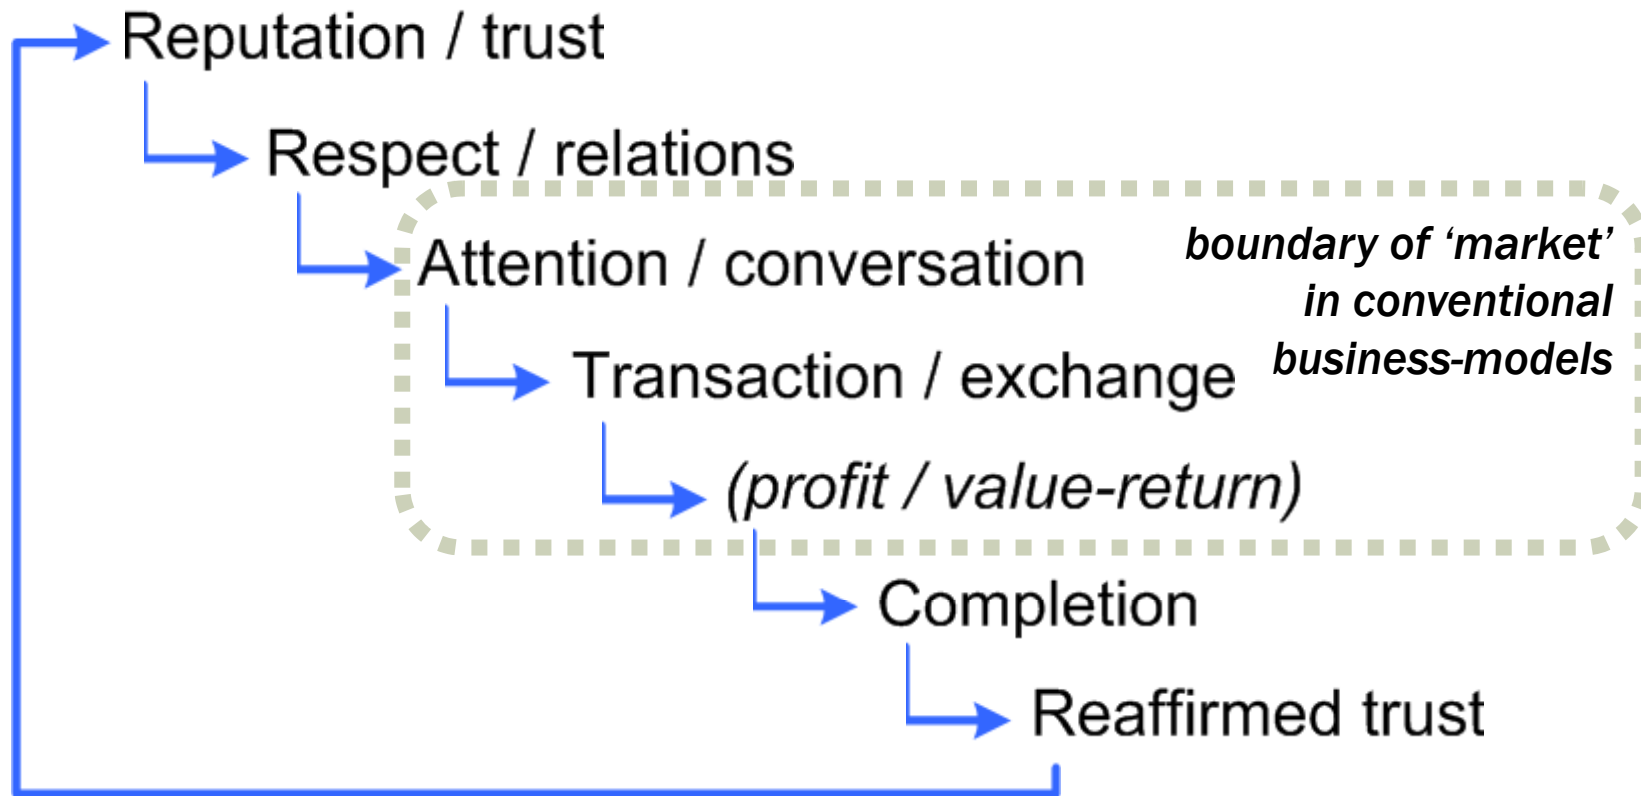 Reputation / trust
Respect / relations
Attention / conversation
boundary of ‘market’
in conventional
business-models
Transaction / exchange
(profit / value-return)
Completion
Reaffirmed trust